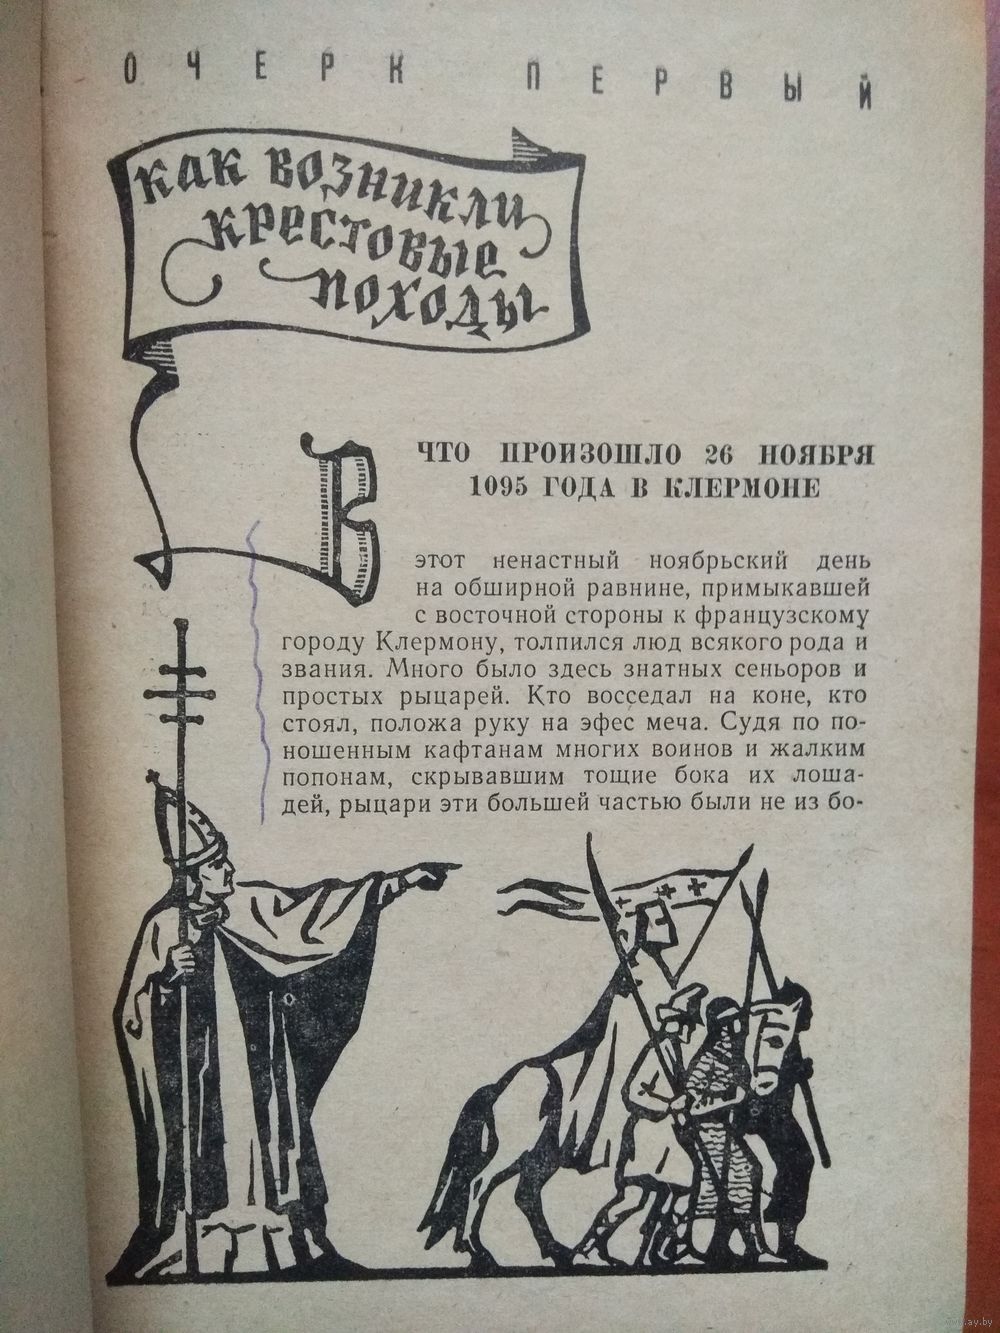 ОЧЕРК ПЕРВЫЙ
как возникли
крестовые
походы
ЧТО ПРОИЗОШЛО 26 НОЯБРЯ
1095 ГОДА В КЛЕРМОНЕ
В этот ненастный ноябрьский день
на обширной равнине, примыкавшей
с восточной стороны к французскому
городу Клермону, толпился люд всякого рода и
звания. Много было здесь знатных сеньоров и
простых рыцарей. Кто восседал на коне, кто
стоял, положа руку на эфес меча. Судя по по-
ношенным кафтанам многих воинов и жалким
попонам, скрывавшим тощие бока их лоша-
дей, рыцари эти большей частью были не из бо-